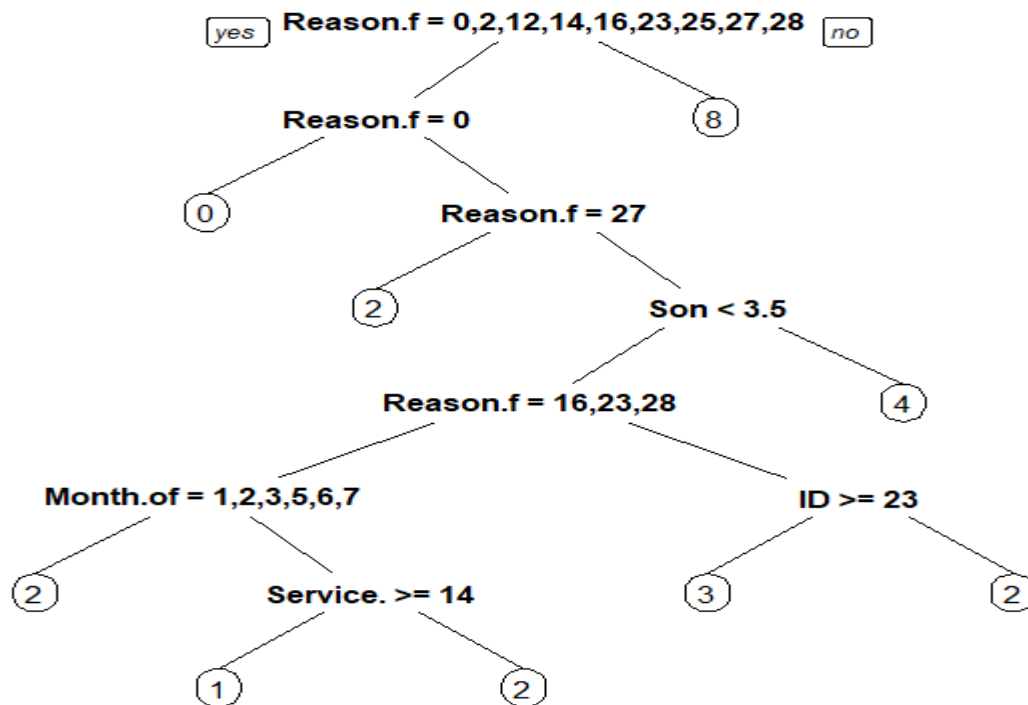 yes Reason.f = 0,2,12,14,16,23,25,27,28 no
Reason.f = 0
8
0
Reason.f = 27
2
Son < 3.5
Reason.f = 16,23,28
4
Month.of = 1,2,3,5,6,7
ID >= 23
2
Service. >= 14
3
2
1
2